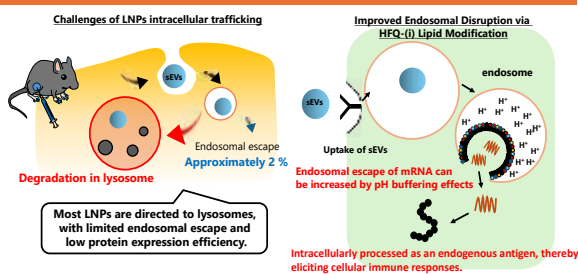 Challenges of LNPs intracellular trafficking
sEVs
Endosomal escape
Approximately 2 %
Degradation in lysosome
Most LNPs are directed to lysosomes,
with limited endosomal escape and
low protein expression efficiency.
Improved Endosomal Disruption via
HFQ-(i) Lipid Modification
endosome
sEVs
H⁺ H⁺
H⁺ H⁺
H⁺ H⁺ H⁺
H⁺
H⁺
H⁺
H⁺
H⁺
Uptake of sEVs
Endosomal escape of mRNA can
be increased by pH buffering effects
Intracellularly processed as an endogenous antigen, thereby
eliciting cellular immune responses.